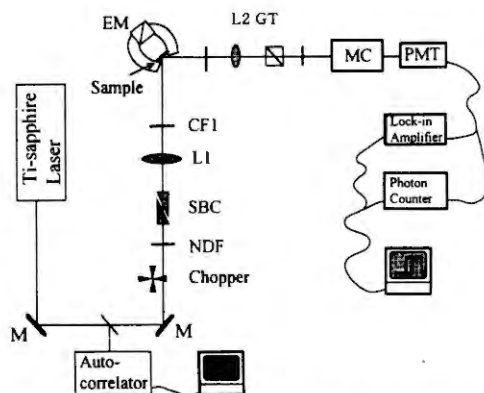 EM
L2 GT
MC
PMT
Sample
Lock-in
Amplifier
Ti-sapphire
Laser
CF1
L1
Photon
Counter
SBC
NDF
Chopper
M
M
Auto-
correlator